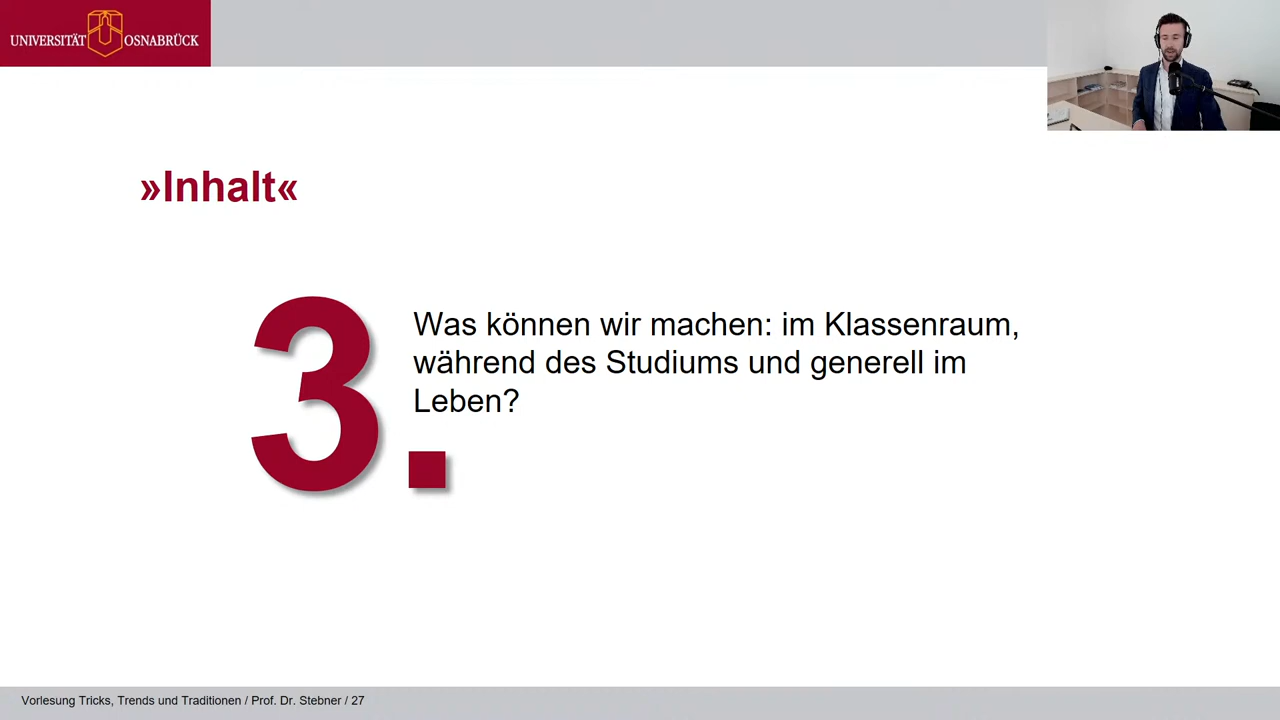 UNIVERSITÄT OSNABRÜCK
»Inhalt«
3.
Was können wir machen: im Klassenraum,
während des Studiums und generell im
Leben?
Vorlesung Tricks, Trends und Traditionen / Prof. Dr. Stebner / 27